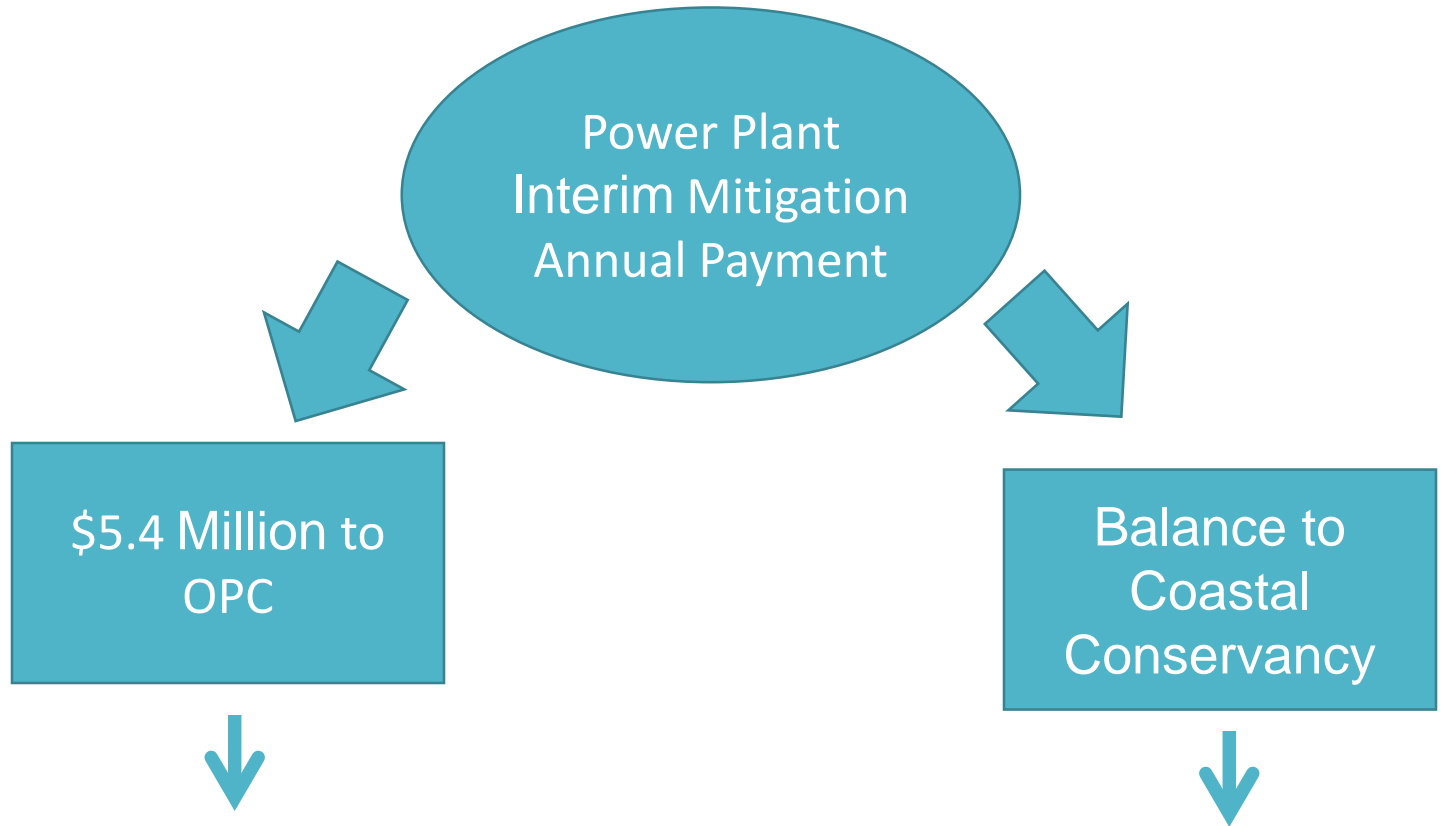 Power Plant
Interim Mitigation
Annual Payment
$5.4 Million to
OPC
Balance to
Coastal
Conservancy